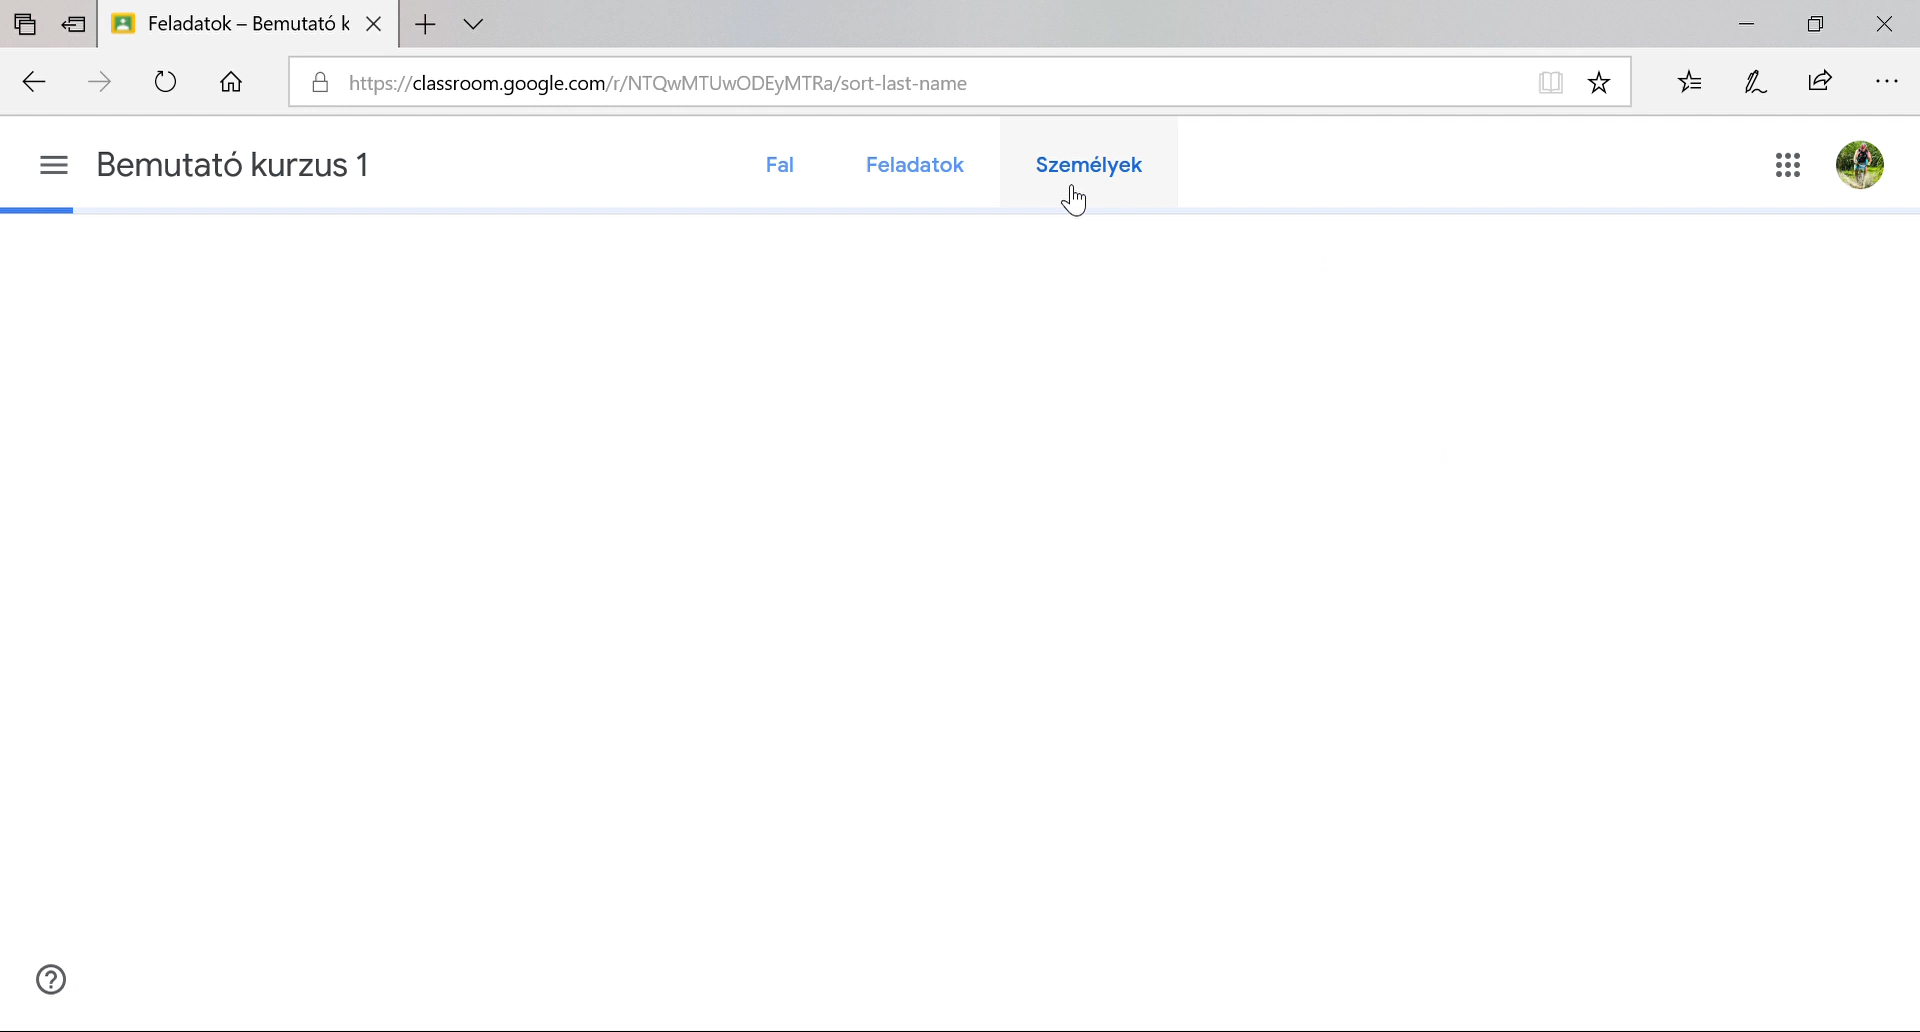 Feladatok – Bemutató k
https://classroom.google.com/r/NTQwMTUwODEyMTRa/sort-last-name
Bemutató kurzus 1
Fal
Feladatok
Személyek